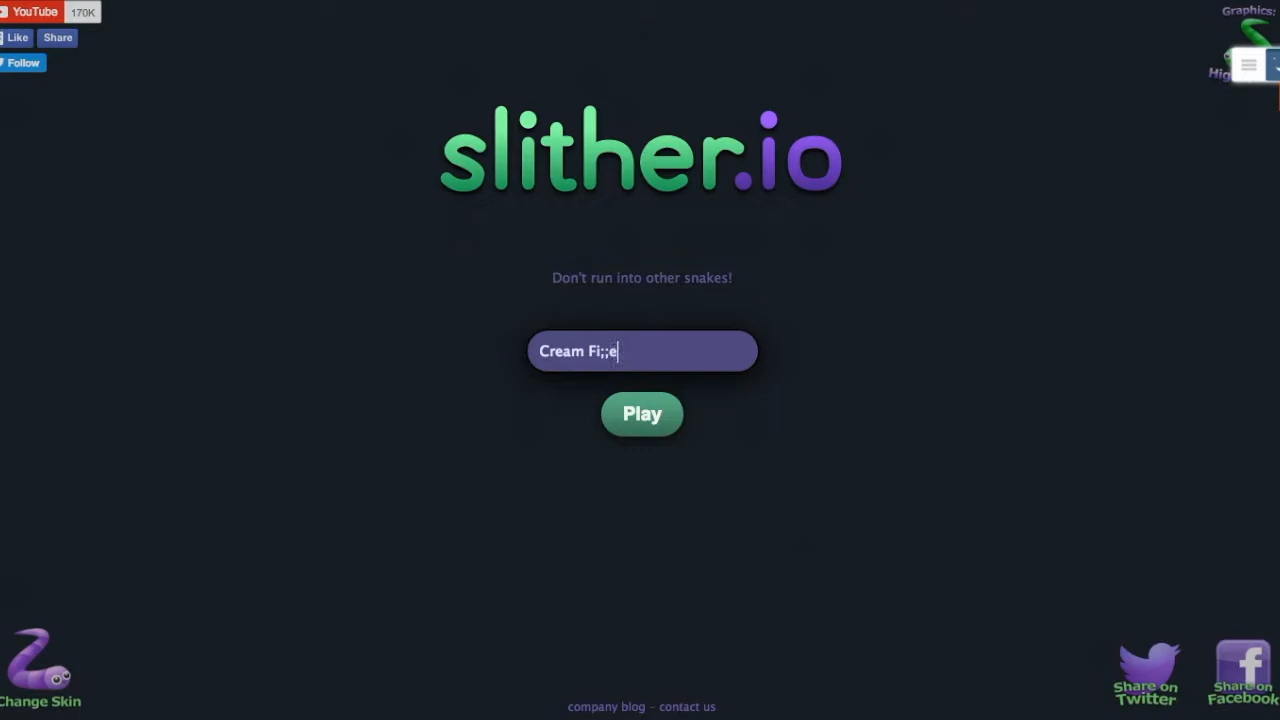 YouTube 170K
Like Share
Follow
Graphics:
slither.io
Don't run into other snakes!
Cream Fi;;e
Play
Change Skin
Share on
Twitter
Share on
Facebook
company blog - contact us